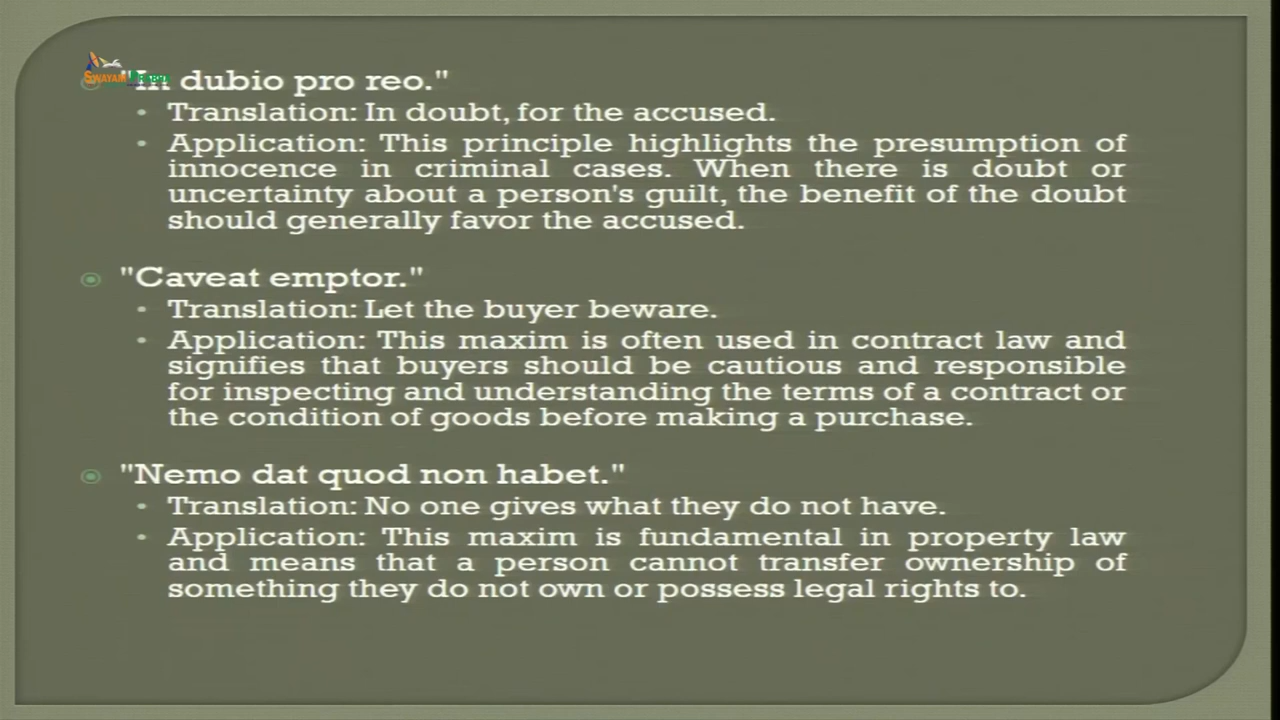 "In dubio pro reo."
Translation: In doubt, for the accused.
Application: This principle highlights the presumption of
innocence in criminal cases. When there is doubt or
uncertainty about a person's guilt, the benefit of the doubt
should generally favor the accused.
"Caveat emptor."
Translation: Let the buyer beware.
Application: This maxim is often used in contract law and
signifies that buyers should be cautious and responsible
for inspecting and understanding the terms of a contract or
the condition of goods before making a purchase.
"Nemo dat quod non habet."
Translation: No one gives what they do not have.
Application: This maxim is fundamental in property law
and means that a person cannot transfer ownership of
something they do not own or possess legal rights to.